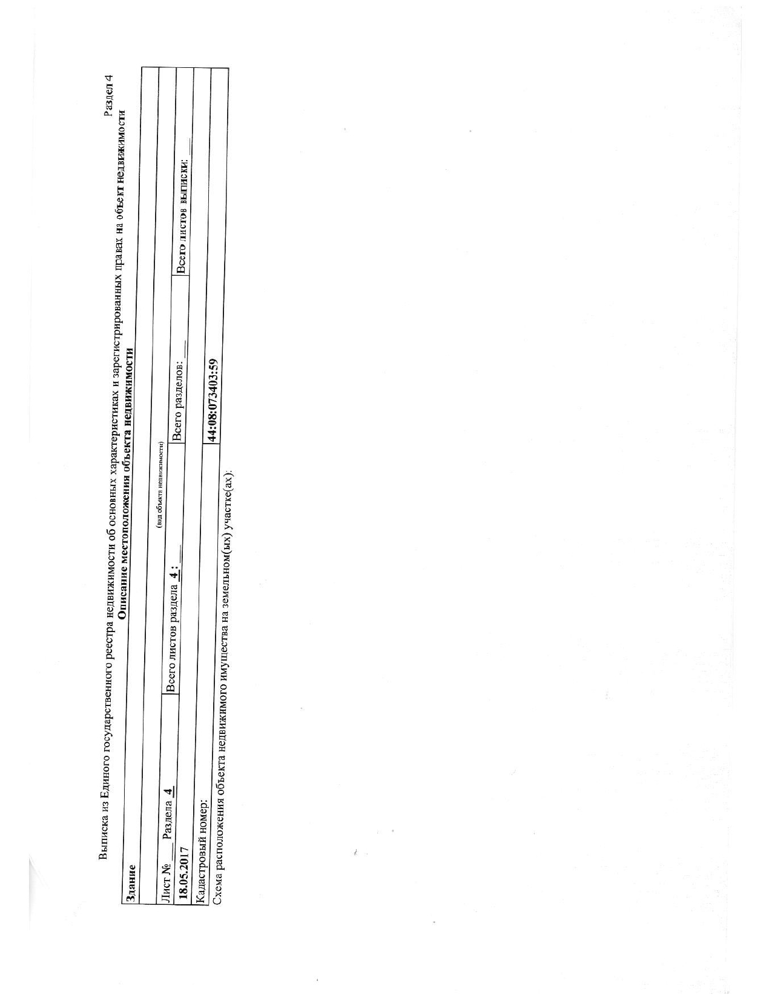 Раздел 4
Выписка из Единого государственного реестра недвижимости об основных характеристиках и зарегистрированных правах на объект недвижимости
Описание местоположения объекта недвижимости
Здание
(вид объекта недвижимости)
Лист № ___ Раздела 4 Всего листов раздела 4 : ___ Всего разделов: ___ Всего листов выписки: ___
18.05.2017
Кадастровый номер: 44:08:073403:59
Схема расположения объекта недвижимого имущества на земельном(ых) участке(ах):